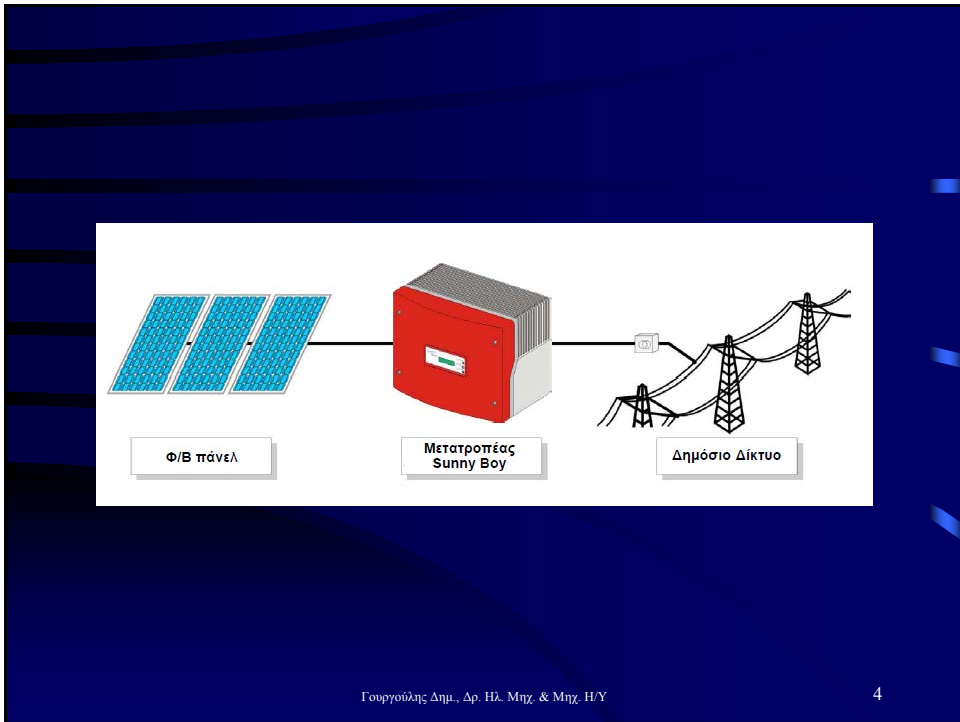 Φ/Β πάνελ
Μετατροπέας
Sunny Boy
Δημόσιο Δίκτυο
Γουργούλης Δημ., Δρ. Ηλ. Μηχ. & Μηχ. Η/Υ
4